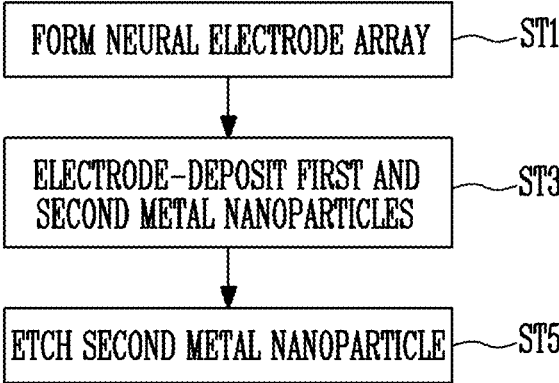 FORM NEURAL ELECTRODE ARRAY
ST1
ELECTRODE-DEPOSIT FIRST AND
SECOND METAL NANOPARTICLES
ST3
ETCH SECOND METAL NANOPARTICLE
ST5